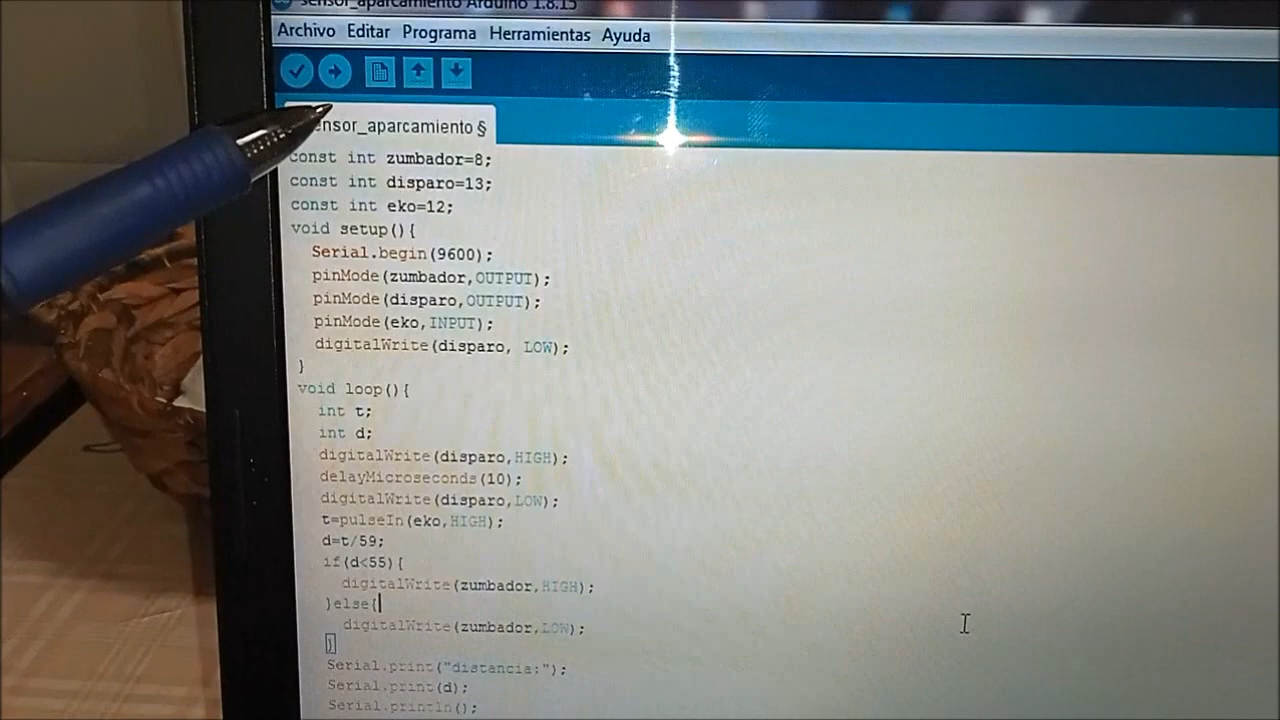 sensor_aparcamiento Arduino 1.8.15
Archivo Editar Programa Herramientas Ayuda
ensor_aparcamiento §
const int zumbador=8;
const int disparo=13;
const int eko=12;
void setup(){
Serial.begin(9600);
pinMode(zumbador,OUTPUT);
pinMode(disparo,OUTPUT);
pinMode(eko,INPUT);
digitalWrite(disparo, LOW);
}
void loop(){
int t;
int d;
digitalWrite(disparo,HIGH);
delayMicroseconds(10);
digitalWrite(disparo,LOW);
t=pulseIn(eko,HIGH);
d=t/59;
if(d<55){
digitalWrite(zumbador,HIGH);
}else{
digitalWrite(zumbador,LOW);
}
Serial.print("distancia:");
Serial.print(d);
Serial.println();